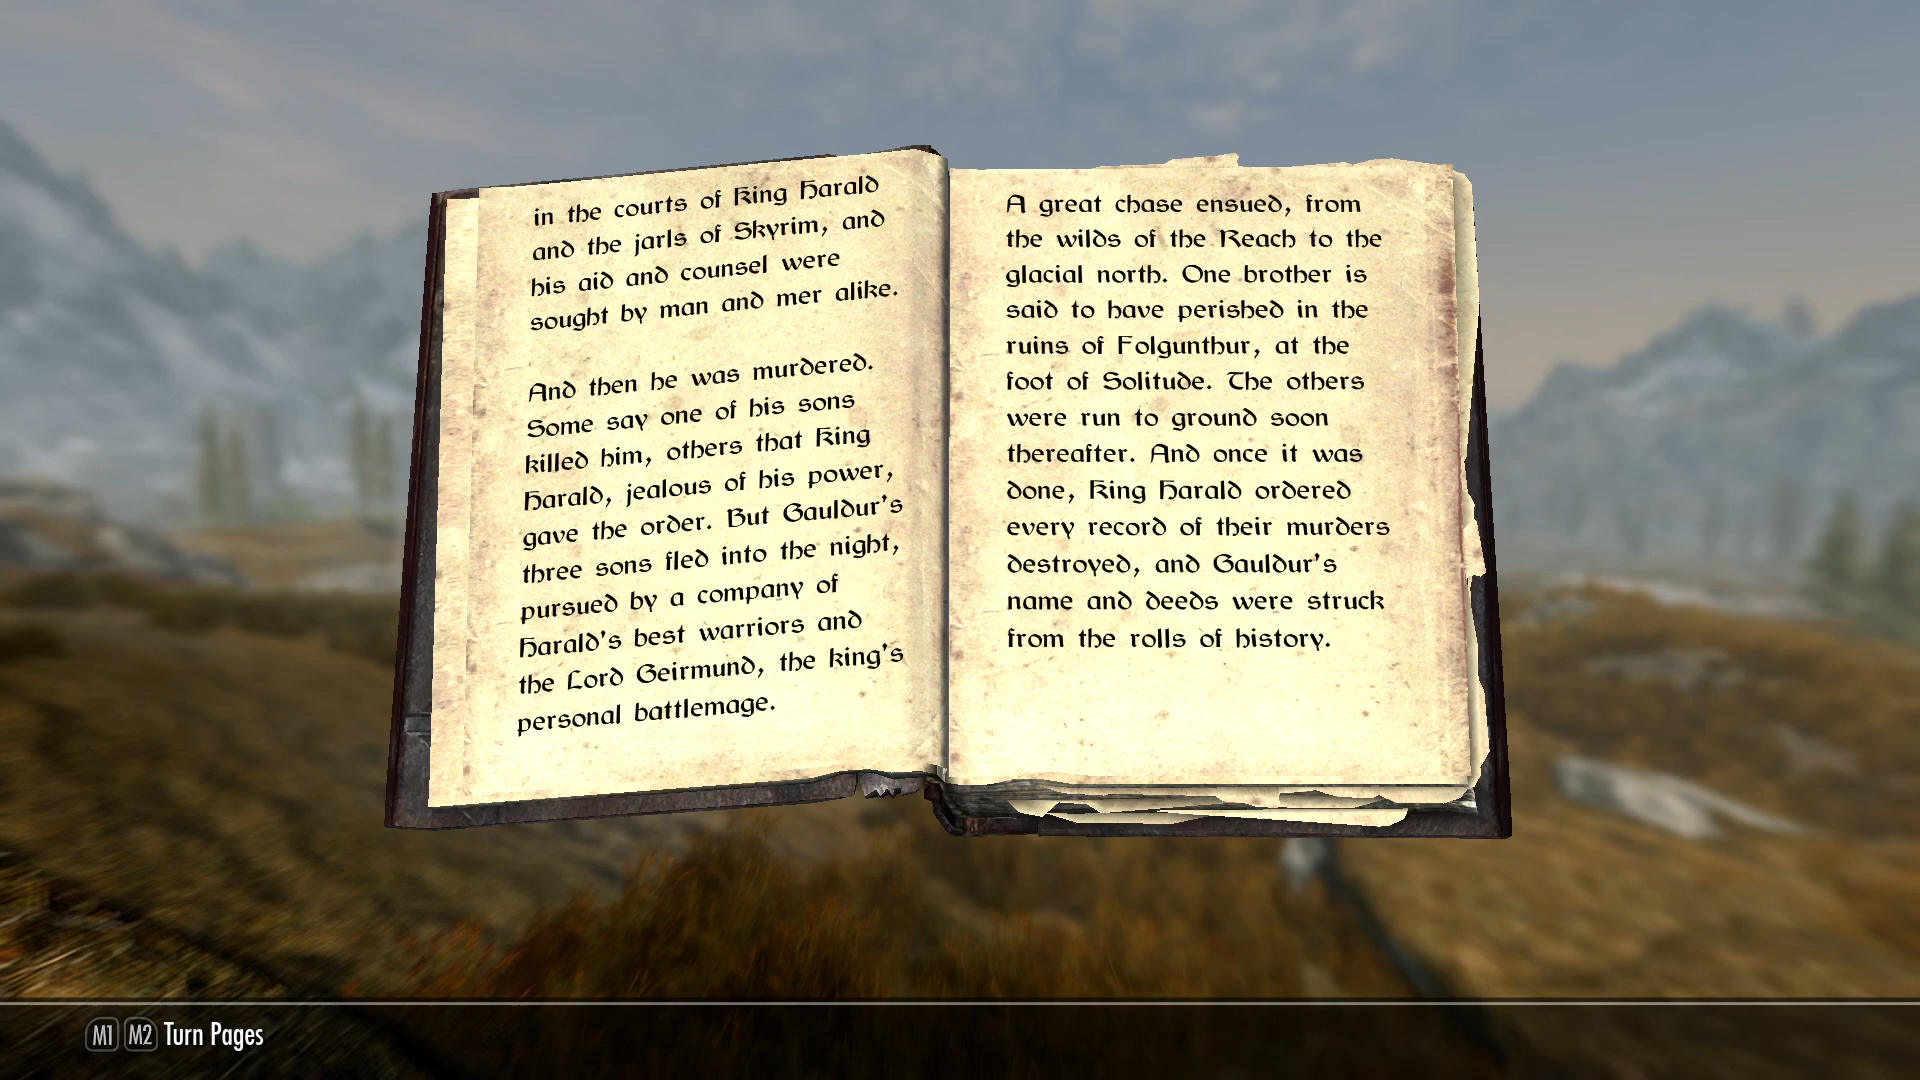 in the courts of King Harald
and the jarls of Skyrim, and
his aid and counsel were
sought by man and mer alike.
And then he was murdered.
Some say one of his sons
killed him, others that King
Harald, jealous of his power,
gave the order. But Gauldur's
three sons fled into the night,
pursued by a company of
Harald's best warriors and
the Lord Geirmund, the king's
personal battlemage.
A great chase ensued, from
the wilds of the Reach to the
glacial north. One brother is
said to have perished in the
ruins of Folgunthur, at the
foot of Solitude. The others
were run to ground soon
thereafter. And once it was
done, King Harald ordered
every record of their murders
destroyed, and Gauldur's
name and deeds were struck
from the rolls of history.
M1 M2 Turn Pages